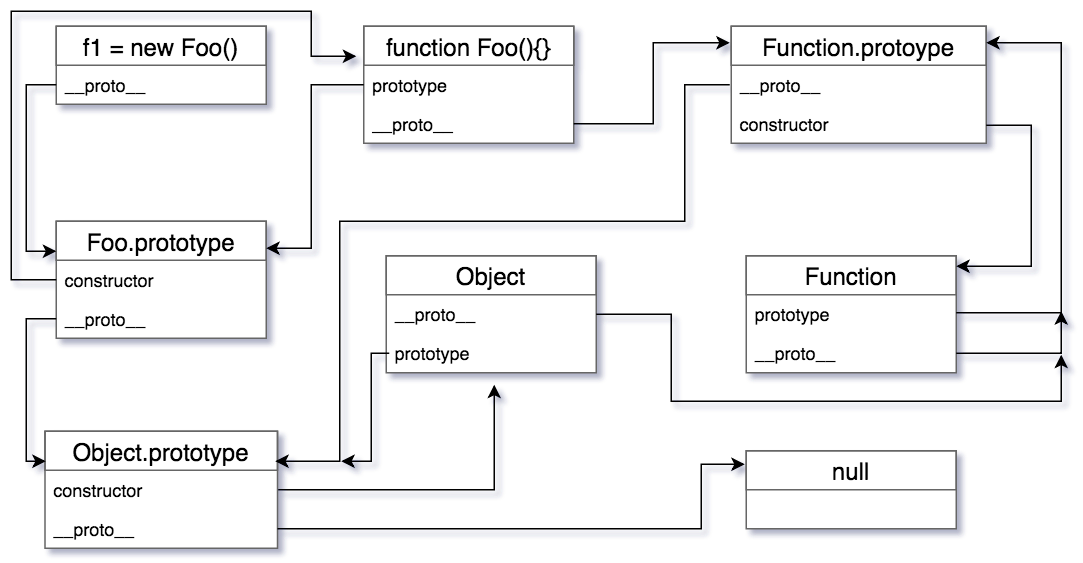 f1 = new Foo()
__proto__
function Foo(){}
prototype
__proto__
Function.protoype
__proto__
constructor
Foo.prototype
constructor
__proto__
Object
__proto__
prototype
Function
prototype
__proto__
Object.prototype
constructor
__proto__
null